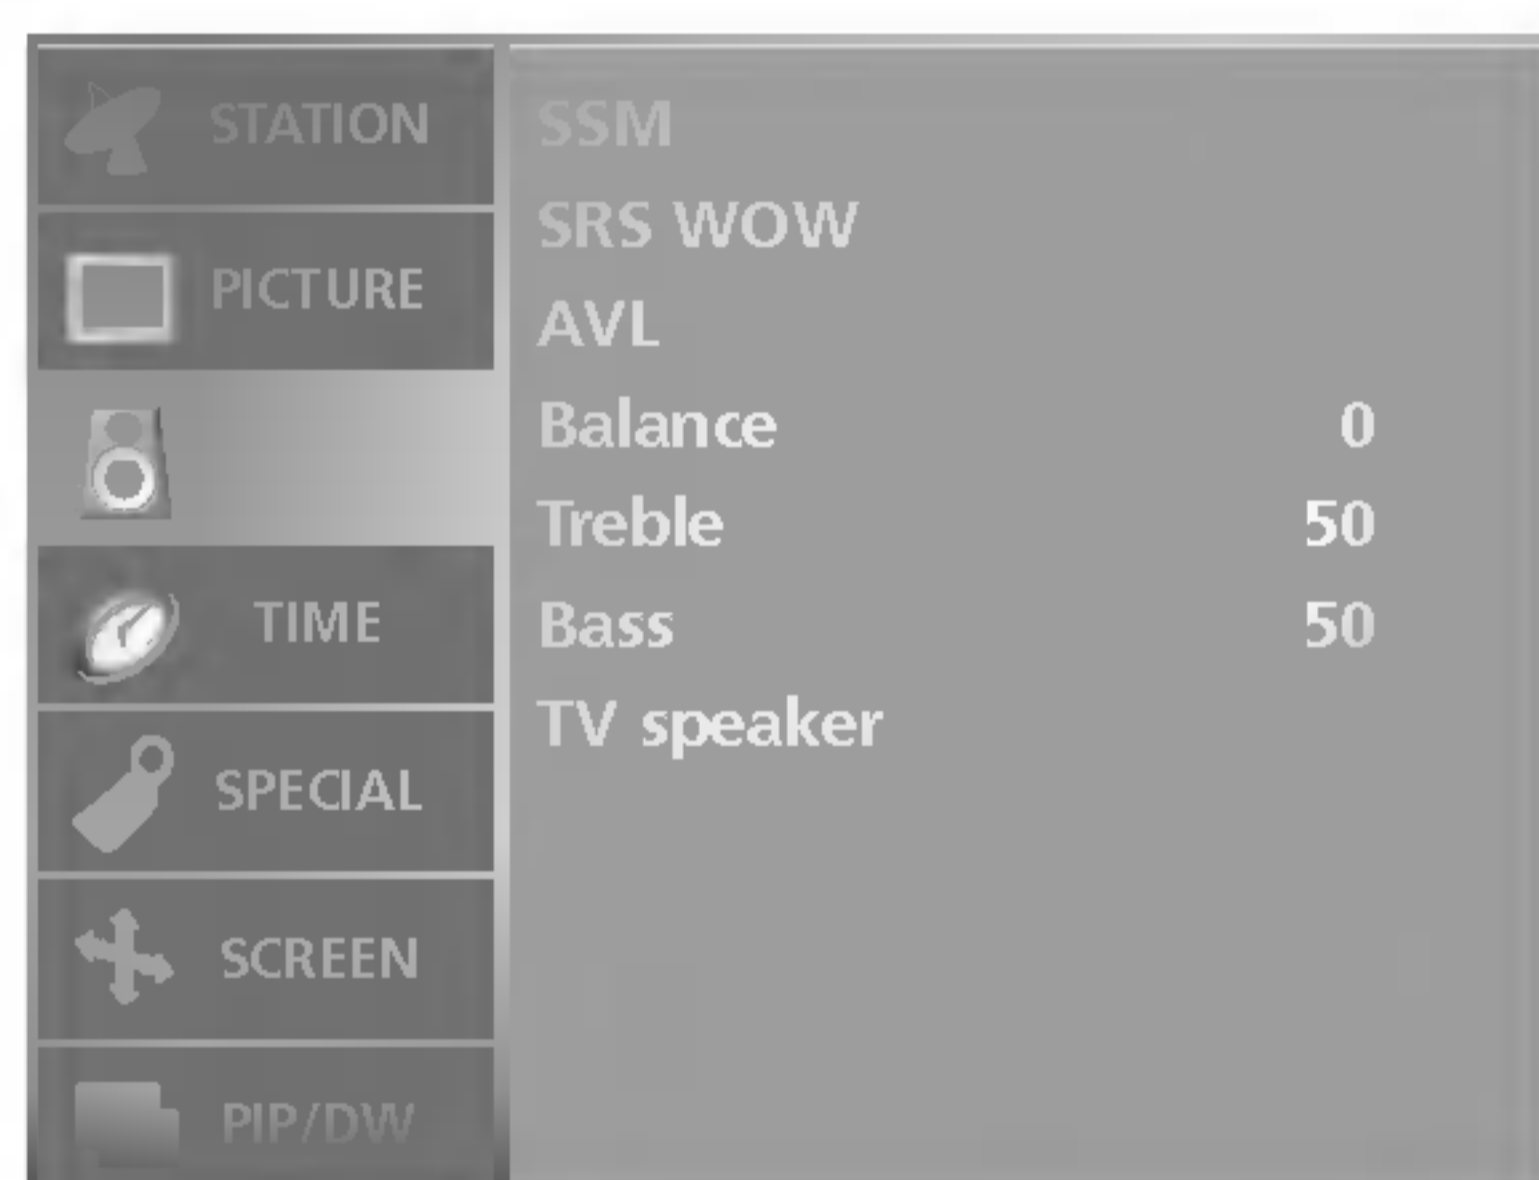 STATION
PICTURE
TIME
SPECIAL
SCREEN
PIP/DW
SSM
SRS WOW
AVL
Balance 0
Treble 50
Bass 50
TV speaker